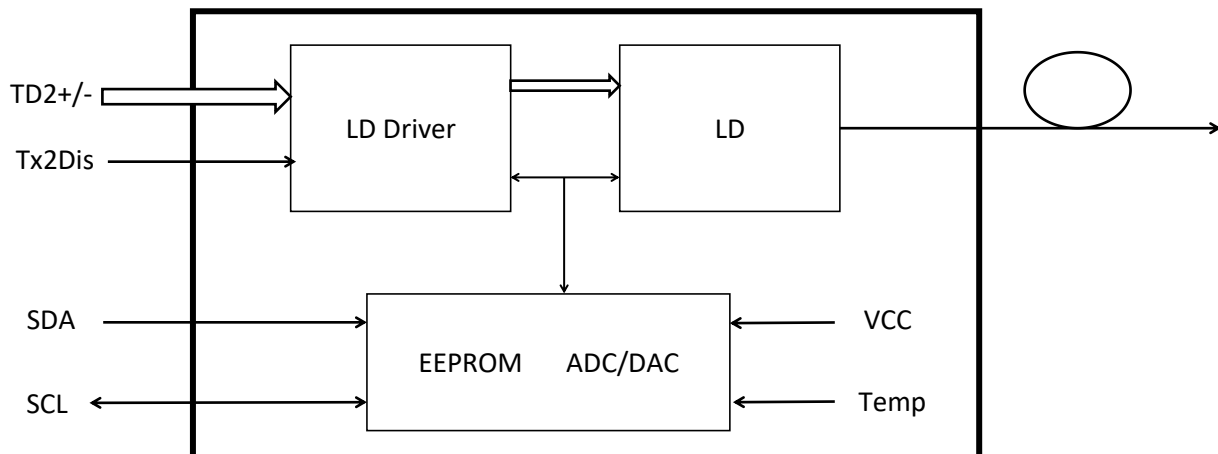 TD2+/-
LD Driver
LD
Tx2Dis
SDA
VCC
EEPROM ADC/DAC
SCL
Temp